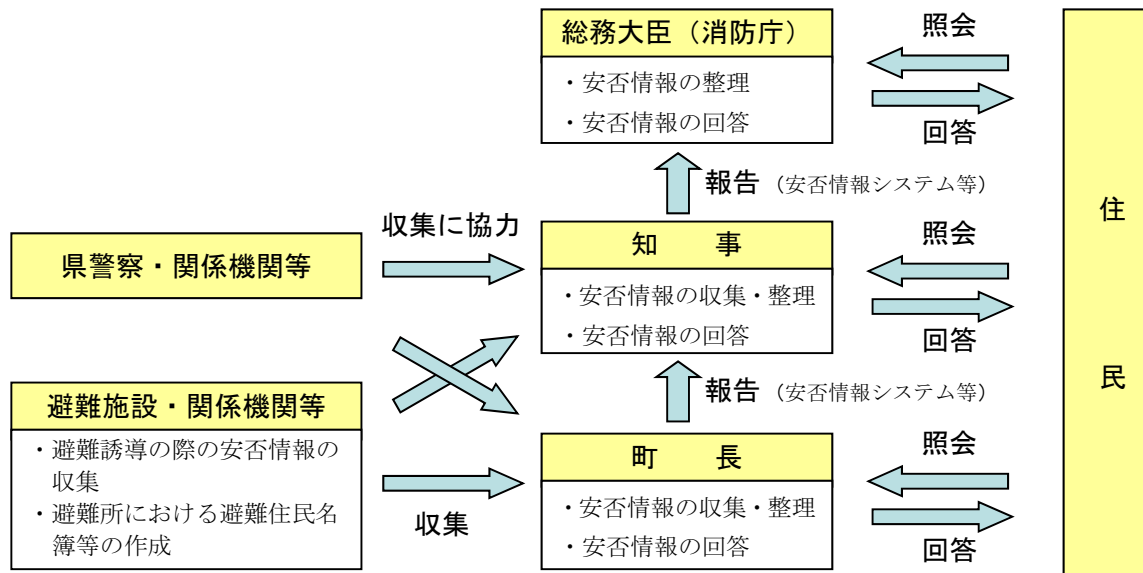 総務大臣（消防庁）
・安否情報の整理
・安否情報の回答
照会
回答
報告（安否情報システム等）
県警察・関係機関等
収集に協力
知　　事
・安否情報の収集・整理
・安否情報の回答
照会
回答
報告（安否情報システム等）
避難施設・関係機関等
・避難誘導の際の安否情報の
収集
・避難所における避難住民名
簿等の作成
収集
町　　長
・安否情報の収集・整理
・安否情報の回答
照会
回答
住
民